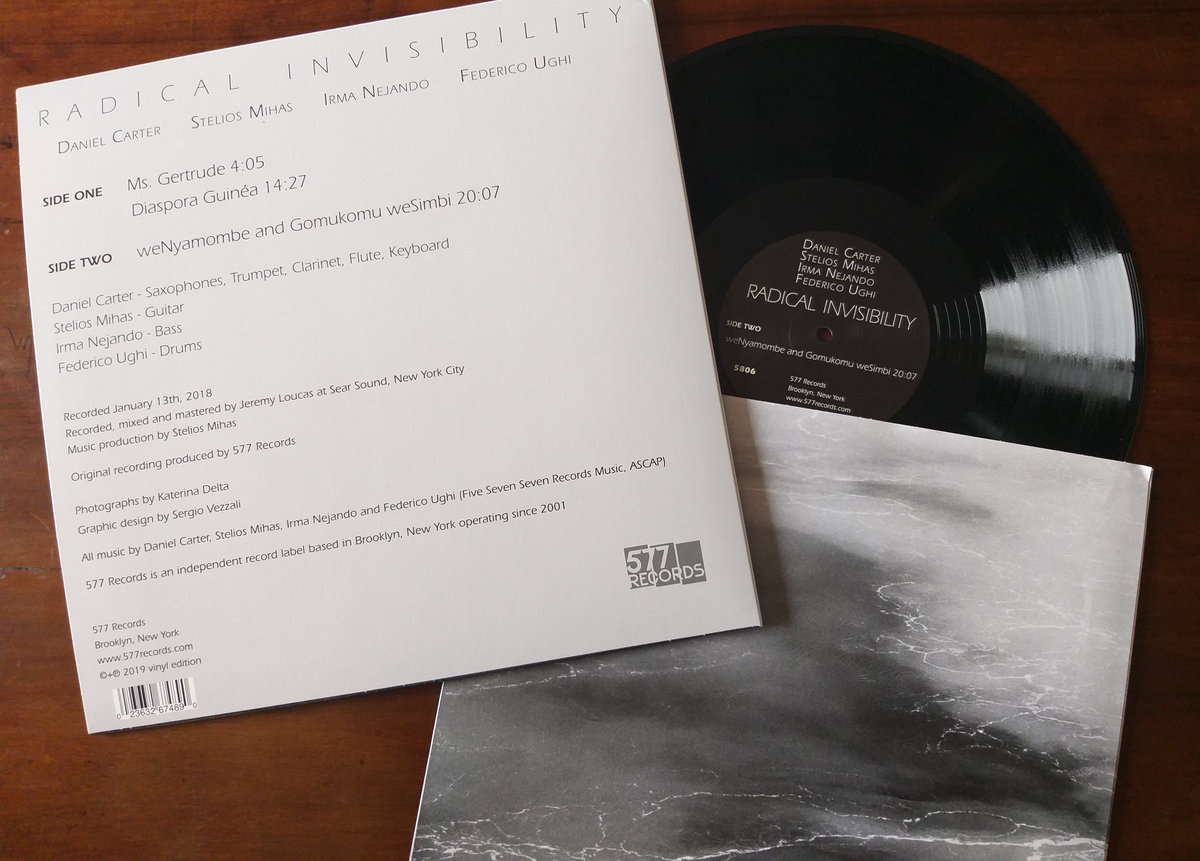 RADICAL INVISIBILITY
Daniel Carter Stelios Mihas Irma Nejando Federico Ughi
SIDE ONE Ms. Gertrude 4:05
Diaspora Guinéa 14:27
SIDE TWO weNyamombe and Gomukomu weSimbi 20:07
Daniel Carter - Saxophones, Trumpet, Clarinet, Flute, Keyboard
Stelios Mihas - Guitar
Irma Nejando - Bass
Federico Ughi - Drums
Recorded January 13th, 2018
Recorded, mixed and mastered by Jeremy Loucas at Sear Sound, New York City
Music production by Stelios Mihas
Original recording produced by 577 Records
Photographs by Katerina Delta
Graphic design by Sergio Vezzali
All music by Daniel Carter, Stelios Mihas, Irma Nejando and Federico Ughi (Five Seven Seven Records Music, ASCAP)
577 Records is an independent record label based in Brooklyn, New York operating since 2001
577
RECORDS
577 Records
Brooklyn, New York
www.577records.com
©+℗ 2019 vinyl edition
0 23632 67489 0
Daniel Carter
Stelios Mihas
Irma Nejando
Federico Ughi
RADICAL INVISIBILITY
SIDE TWO
weNyamombe and Gomukomu weSimbi 20:07
5806
577 Records
Brooklyn, New York
www.577records.com